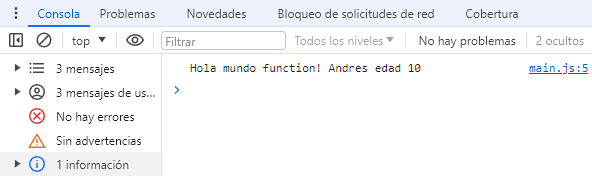 Consola Problemas Novedades Bloqueo de solicitudes de red Cobertura
top Filtrar Todos los niveles No hay problemas 2 ocultos
3 mensajes
3 mensajes de us...
No hay errores
Sin advertencias
1 información
Hola mundo function! Andres edad 10 main.js:5